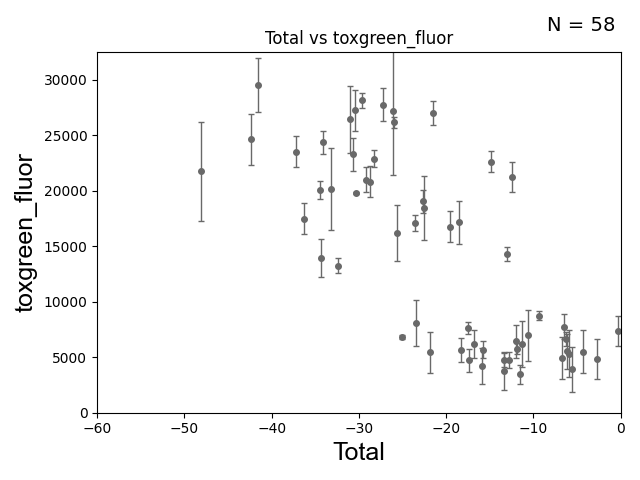 N = 58
Total vs toxgreen_fluor
30000
25000
20000
15000
10000
5000
0
toxgreen_fluor
−60 −50 −40 −30 −20 −10 0
Total